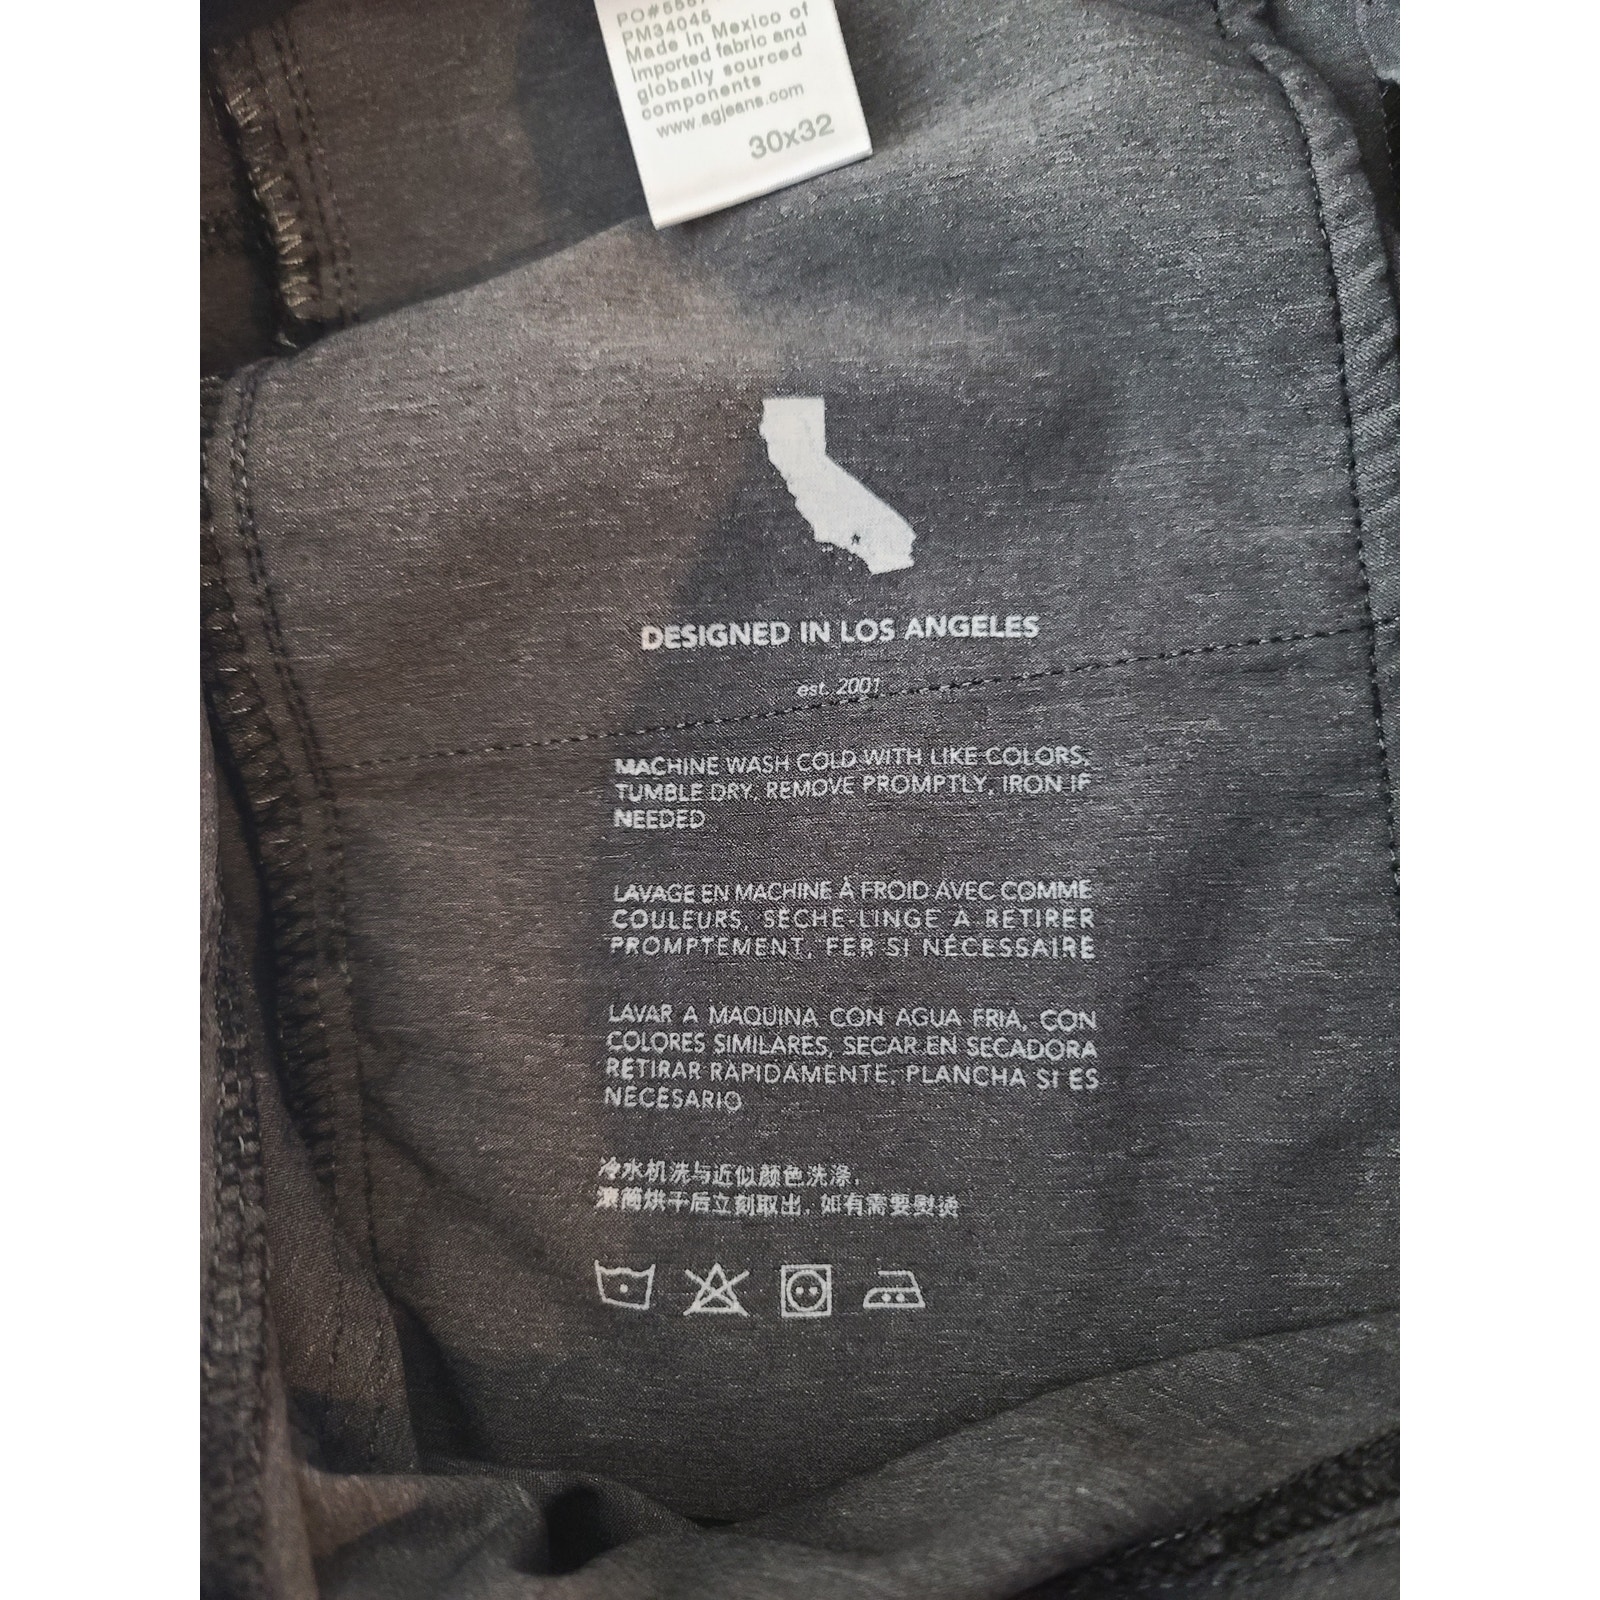 PM34045
Made in Mexico of
Imported fabric and
globally sourced
components
www.agjeans.com
30x32
DESIGNED IN LOS ANGELES
est. 2001
MACHINE WASH COLD WITH LIKE COLORS,
TUMBLE DRY, REMOVE PROMPTLY, IRON IF
NEEDED
LAVAGE EN MACHINE À FROID AVEC COMME
COULEURS, SÈCHE-LINGE A RETIRER
PROMPTEMENT, FER SI NÉCESSAIRE
LAVAR A MAQUINA CON AGUA FRIA, CON
COLORES SIMILARES, SECAR EN SECADORA
RETIRAR RAPIDAMENTE, PLANCHA SI ES
NECESARIO
冷水机洗与近似颜色洗涤,
滚筒烘干后立刻取出, 如有需要熨烫